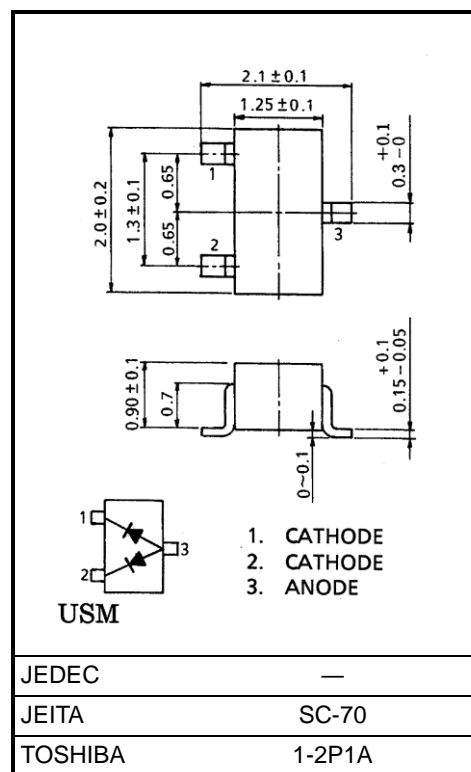 2.1±0.1
1.25±0.1
+0.1
0.3−0
1
0.65
1.3±0.1
2.0±0.2
0.65
2
3
+0.1
0.15−0.05
0.90±0.1
0.7
0~0.1
1
2
3
1. CATHODE
2. CATHODE
3. ANODE
USM
JEDEC —
JEITA SC-70
TOSHIBA 1-2P1A